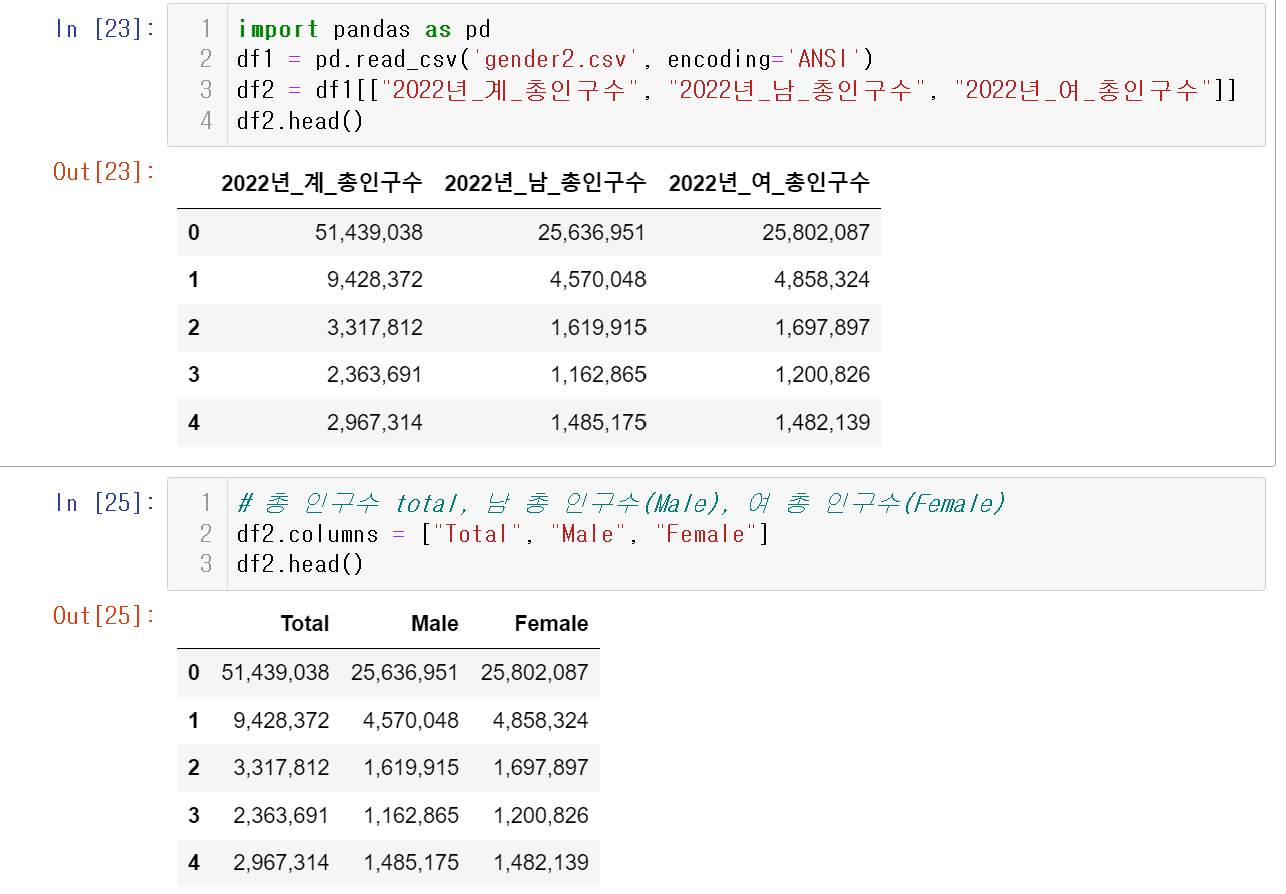 In [23]:
1 import pandas as pd
2 df1 = pd.read_csv('gender2.csv', encoding='ANSI')
3 df2 = df1[["2022년_계_총인구수", "2022년_남_총인구수", "2022년_여_총인구수"]]
4 df2.head()
Out[23]:
2022년_계_총인구수 2022년_남_총인구수 2022년_여_총인구수
0 51,439,038 25,636,951 25,802,087
1 9,428,372 4,570,048 4,858,324
2 3,317,812 1,619,915 1,697,897
3 2,363,691 1,162,865 1,200,826
4 2,967,314 1,485,175 1,482,139
In [25]:
1 # 총 인구수 total, 남 총 인구수(Male), 여 총 인구수(Female)
2 df2.columns = ["Total", "Male", "Female"]
3 df2.head()
Out[25]:
Total Male Female
0 51,439,038 25,636,951 25,802,087
1 9,428,372 4,570,048 4,858,324
2 3,317,812 1,619,915 1,697,897
3 2,363,691 1,162,865 1,200,826
4 2,967,314 1,485,175 1,482,139